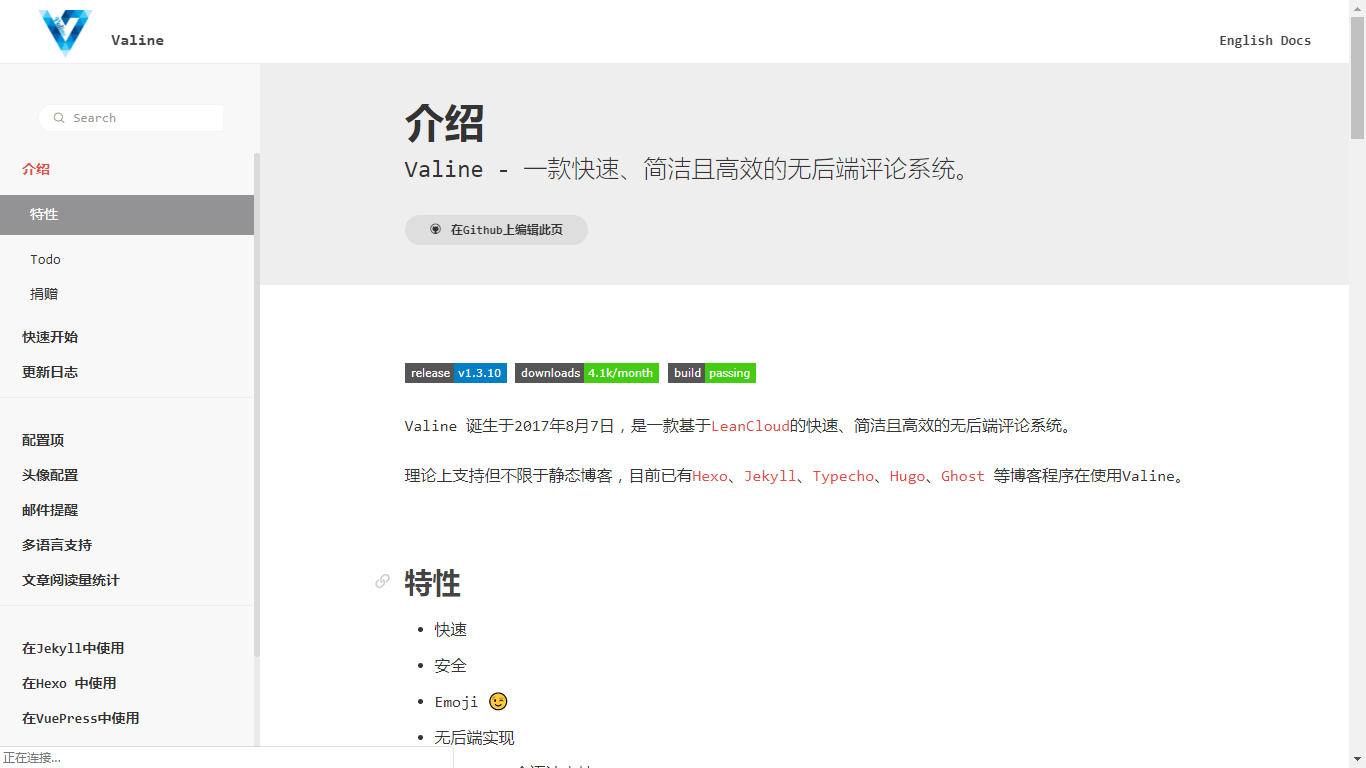 Valine
English Docs
Search
介绍
特性
Todo
捐赠
快速开始
更新日志
配置项
头像配置
邮件提醒
多语言支持
文章阅读量统计
在Jekyll中使用
在Hexo 中使用
在VuePress中使用
正在连接...
介绍
Valine - 一款快速、简洁且高效的无后端评论系统。
在Github上编辑此页
release v1.3.10 downloads 4.1k/month build passing
Valine 诞生于2017年8月7日，是一款基于LeanCloud的快速、简洁且高效的无后端评论系统。
理论上支持但不限于静态博客，目前已有Hexo、Jekyll、Typecho、Hugo、Ghost 等博客程序在使用Valine。
特性
• 快速
• 安全
• Emoji 😉
• 无后端实现